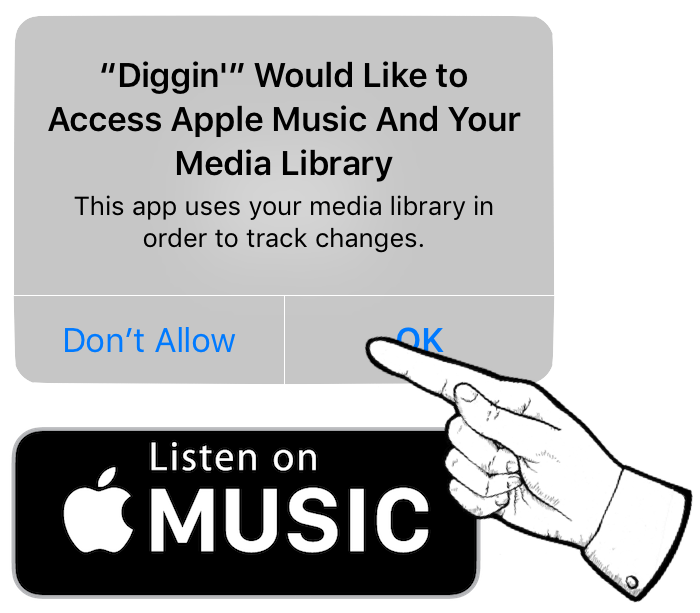 “Diggin'” Would Like to
Access Apple Music And Your
Media Library
This app uses your media library in
order to track changes.
Don’t Allow
OK
Listen on
MUSIC